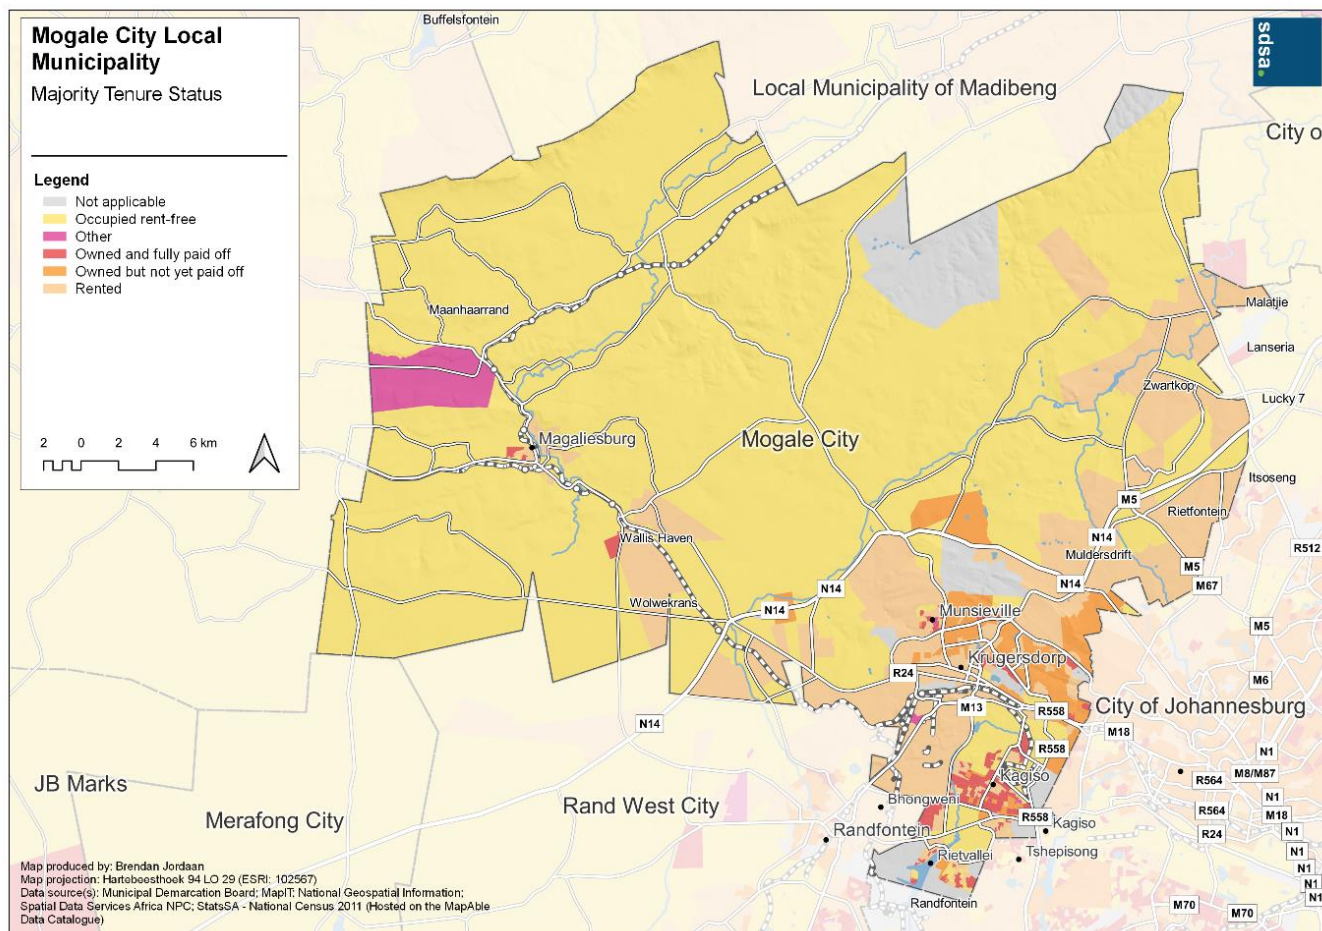 Mogale City Local
Municipality
Majority Tenure Status
Legend
Not applicable
Occupied rent-free
Other
Owned and fully paid off
Owned but not yet paid off
Rented
2 0 2 4 6 km
sdsa.
Buffelsfontein
Local Municipality of Madibeng
City o
Maanhaarrand
Malatjie
Lanseria
Zwartkop
Lucky 7
Magaliesburg
Mogale City
Itsoseng
M5
Rietfontein
Wallis Haven
N14
R512
Muldersdrift
M5
N14
M67
N14
N14
Wolwekrans
Munsieville
M5
Krugersdorp
R24
M6
M13
R558
City of Johannesburg
N14
M18
R558
N1
M8/M87
R564
JB Marks
Kagiso
N1
Rand West City
Bhongweni
R564
M18
Merafong City
R558
Kagiso
R24
N1
Randfontein
N1
Tshepisong
Rietvallei
N1
N1
N1
Randfontein
M70
M70
Map produced by: Brendan Jordaan
Map projection: Hartebeesthoek 94 LO 29 (ESRI: 102567)
Data source(s): Municipal Demarcation Board; MapIT; National Geospatial Information;
Spatial Data Services Africa NPC; StatsSA - National Census 2011 (Hosted on the MapAble
Data Catalogue)